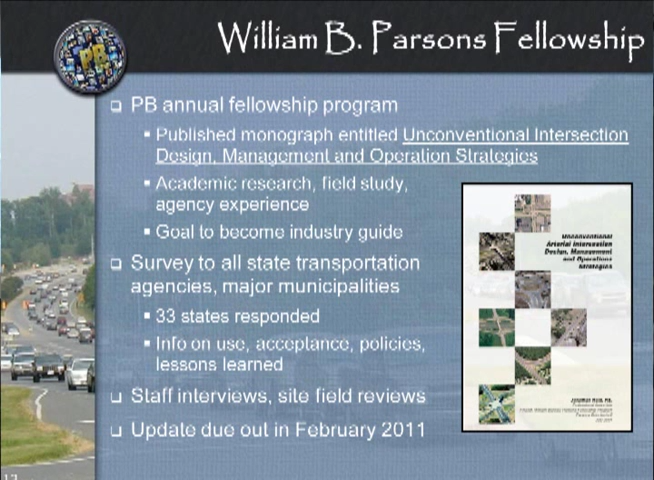 William B. Parsons Fellowship
PB
PB annual fellowship program
Published monograph entitled Unconventional Intersection
Design, Management and Operation Strategies
Academic research, field study,
agency experience
Goal to become industry guide
Survey to all state transportation
agencies, major municipalities
33 states responded
Info on use, acceptance, policies,
lessons learned
Staff interviews, site field reviews
Update due out in February 2011
Unconventional
Arterial Intersection
Design, Management
and Operations
Strategies